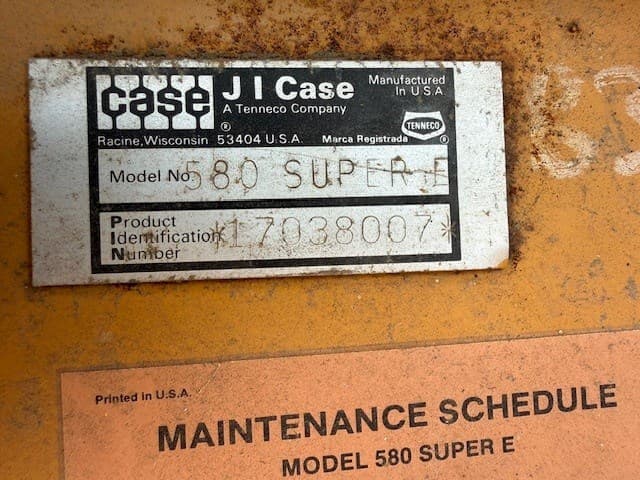 case
J I Case
A Tenneco Company
Manufactured
In U.S.A.
®
TENNECO
Racine, Wisconsin 53404 U.S.A. Marca Registrada
Model No. 580 SUPER E
Product
Identification
Number
*17038007*
Printed in U.S.A.
MAINTENANCE SCHEDULE
MODEL 580 SUPER E